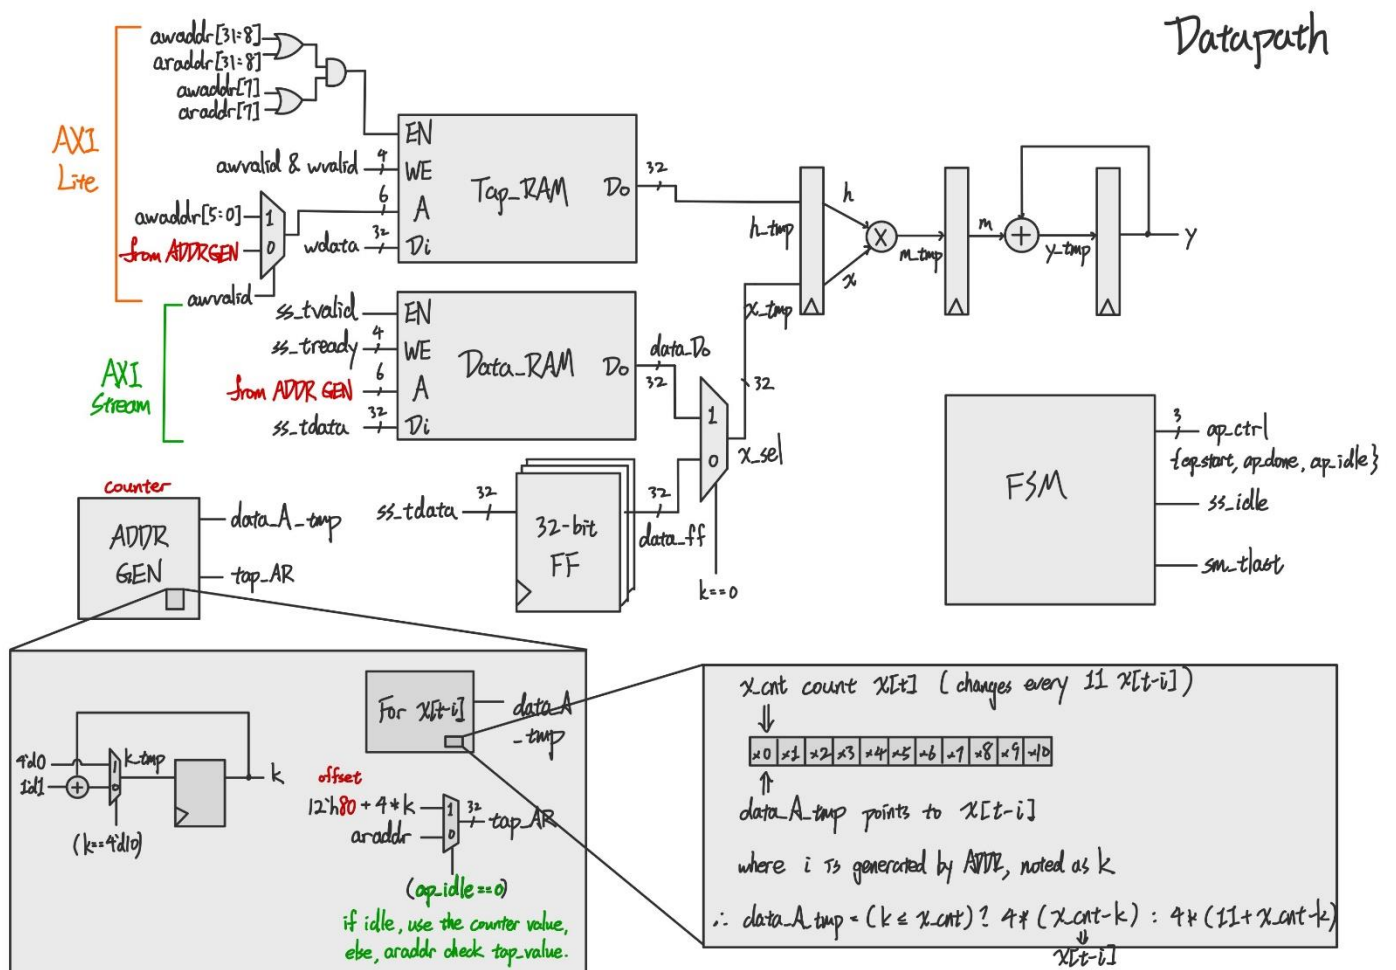 Datapath
awaddr[31:8]
araddr[31:8]
awaddr[7]
araddr[7]
AXI
Lite
awvalid & wvalid
4
awaddr[5:0]
1
from ADDRGEN
0
awvalid
6
wdata
32
EN
WE
A
Di
Tap_RAM
Do
32
h_tmp
h
x
x_tmp
X
m_tmp
m
+
y_tmp
y
AXI
Stream
ss_tvalid
ss_tready
4
from ADDR GEN
6
ss_tdata
32
EN
WE
A
Di
Data_RAM
Do
data_Do
32
1
0
32
x_sel
k==0
ss_tdata
32
32-bit
FF
32
data_ff
FSM
3
ap_ctrl
{ap_start, ap_done, ap_idle}
ss_idle
sm_tlast
counter
ADDR
GEN
data_A_tmp
tap_AR
4'd0
1'd1
+
1
0
k_tmp
k
(k==4'd10)
For x[t-i]
data_A
_tmp
offset
12'h80 + 4*k
araddr
1
0
32
tap_AR
(ap_idle==0)
if idle, use the counter value,
else, araddr check tap_value.
x_cnt count x[t] (changes every 11 x[t-i])
x0 x1 x2 x3 x4 x5 x6 x7 x8 x9 x10
data_A_tmp points to x[t-i]
where i is generated by ADDR, noted as k
∴ data_A_tmp = (k ≤ x_cnt) ? 4*(x_cnt-k) : 4*(11+x_cnt-k)
x[t-i]